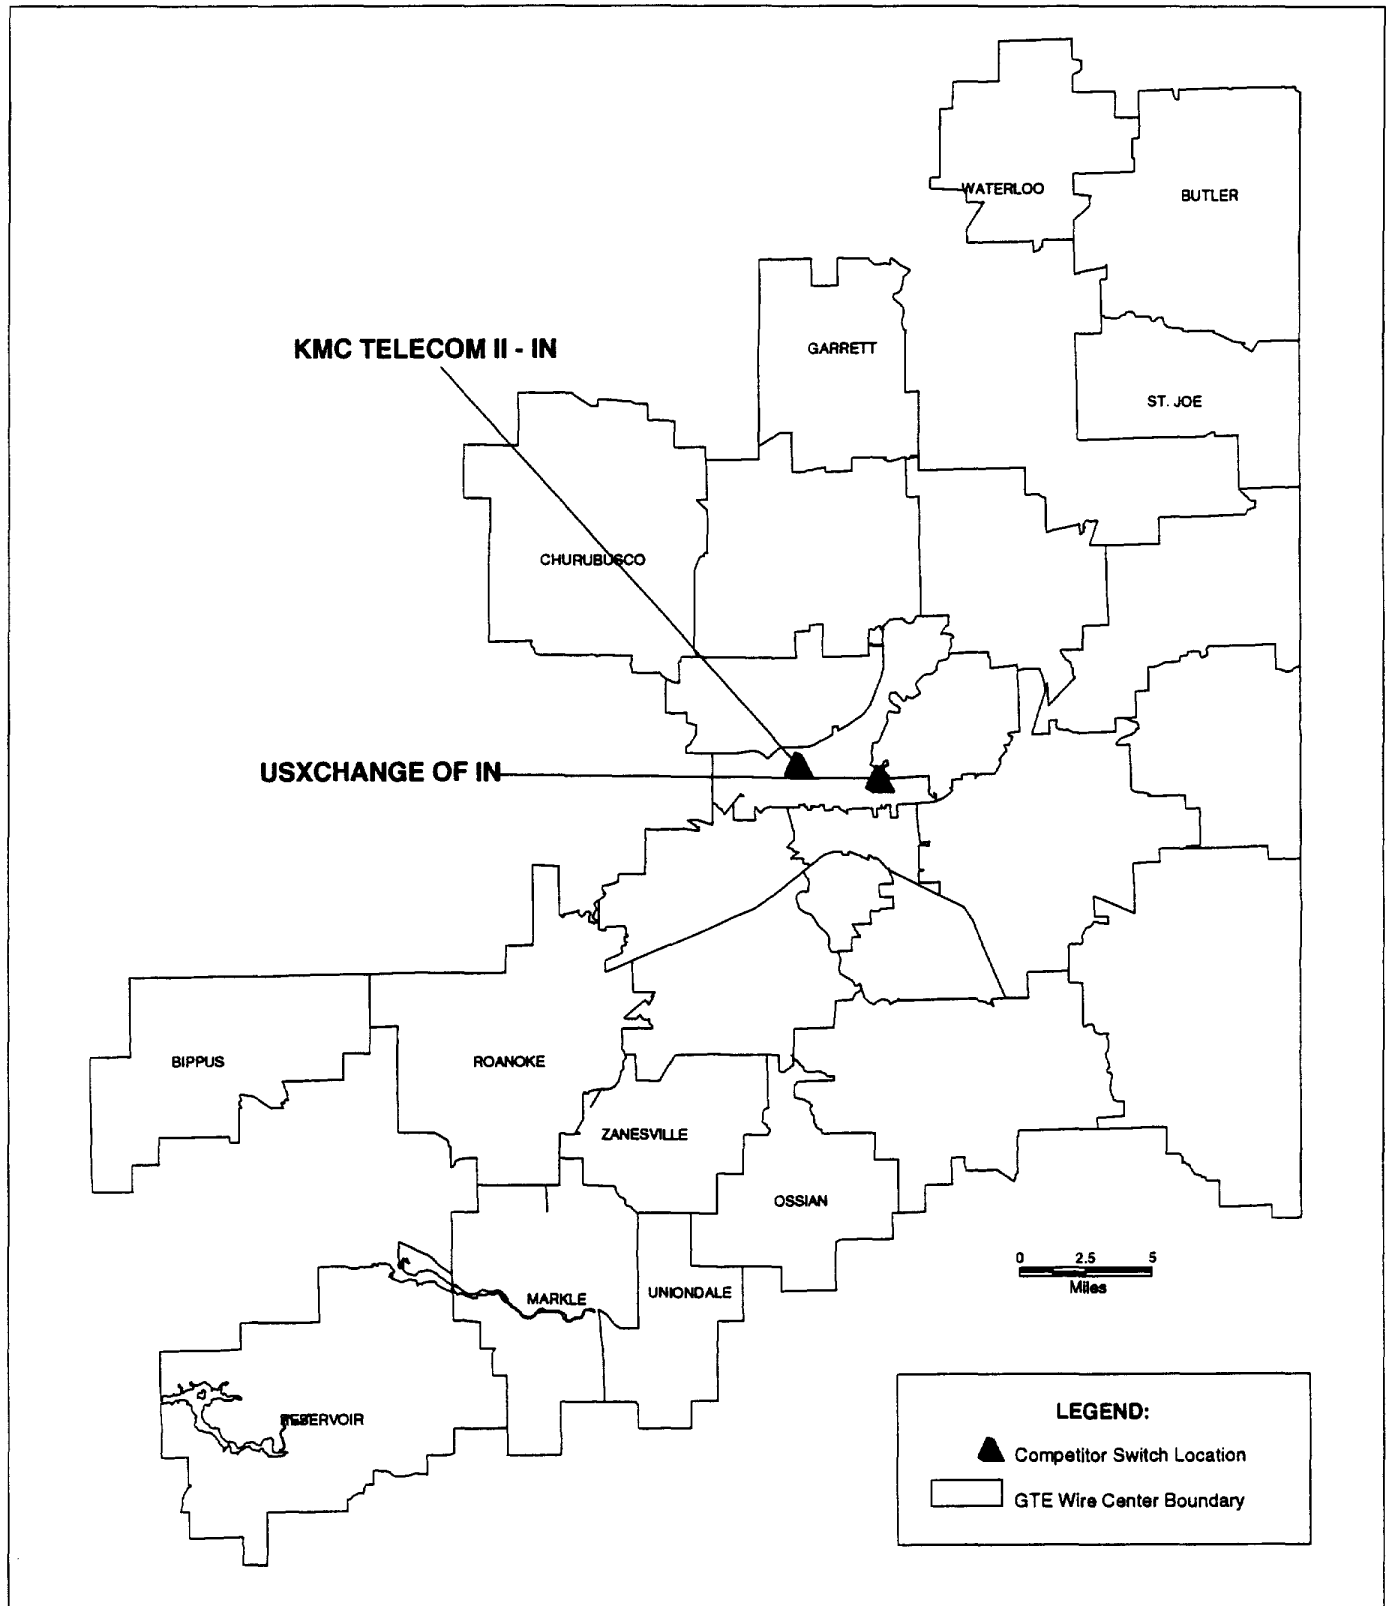 WATERLOO
BUTLER
KMC TELECOM II - IN
GARRETT
ST. JOE
CHURUBUSCO
USXCHANGE OF IN
BIPPUS
ROANOKE
ZANESVILLE
OSSIAN
0 2.5 5
Miles
MARKLE
UNIONDALE
RESERVOIR
LEGEND:
Competitor Switch Location
GTE Wire Center Boundary